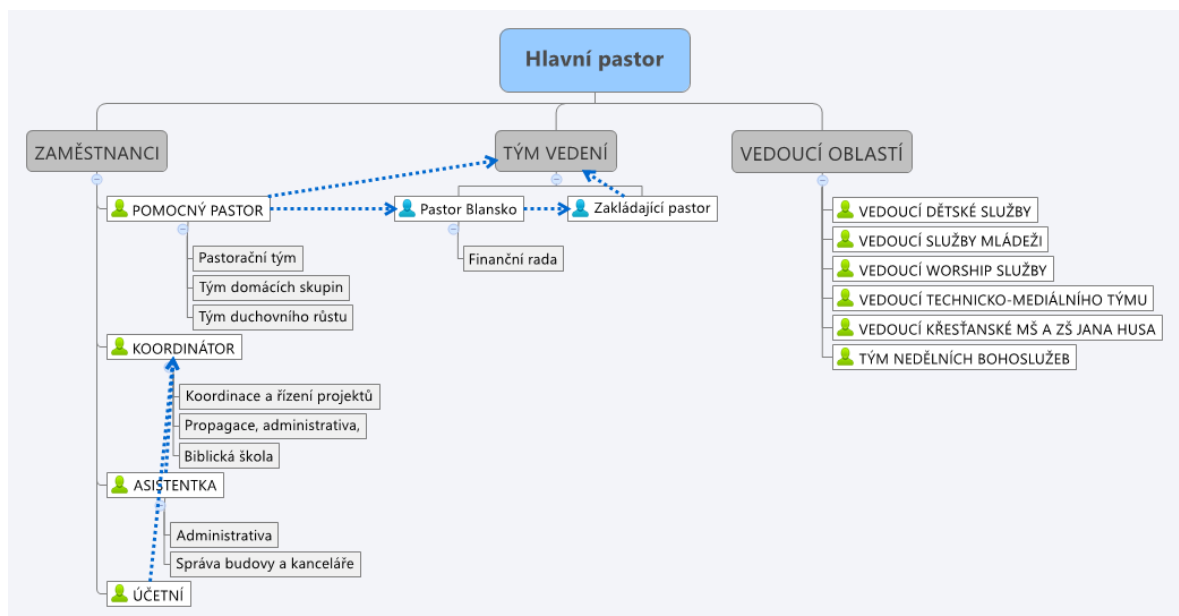 Hlavní pastor
ZAMĚSTNANCI
POMOCNÝ PASTOR
Pastorační tým
Tým domácích skupin
Tým duchovního růstu
KOORDINÁTOR
Koordinace a řízení projektů
Propagace, administrativa,
Biblická škola
ASISTENTKA
Administrativa
Správa budovy a kanceláře
ÚČETNÍ
TÝM VEDENÍ
Pastor Blansko
Finanční rada
Zakládající pastor
VEDOUCÍ OBLASTÍ
VEDOUCÍ DĚTSKÉ SLUŽBY
VEDOUCÍ SLUŽBY MLÁDEŽI
VEDOUCÍ WORSHIP SLUŽBY
VEDOUCÍ TECHNICKO-MEDIÁLNÍHO TÝMU
VEDOUCÍ KŘESŤANSKÉ MŠ A ZŠ JANA HUSA
TÝM NEDĚLNÍCH BOHOSLUŽEB